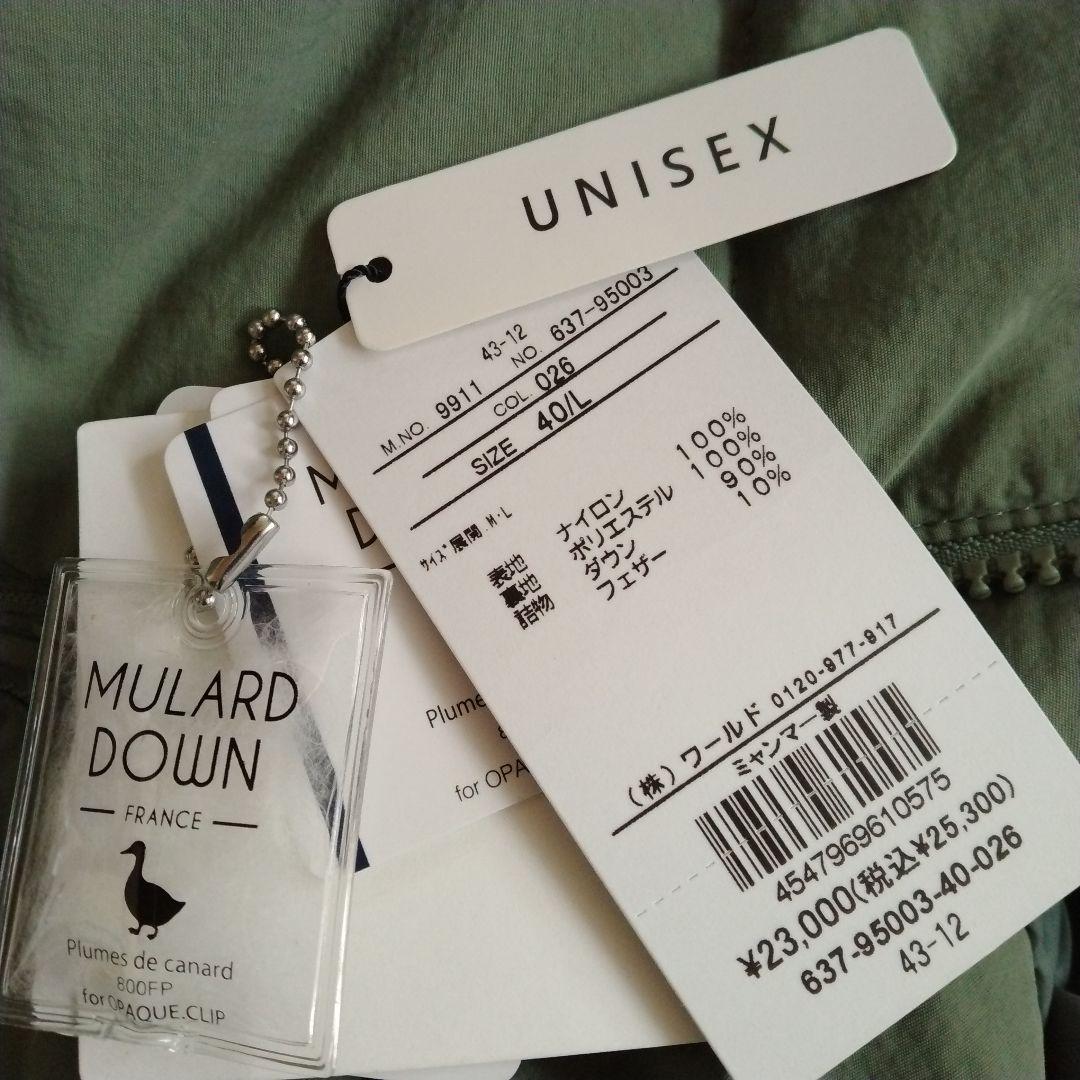 UNISEX
43-12
M.NO. 9911 NO. 637-95003
COL. 026
SIZE 40/L
サイズ展開.M・L
表地 ナイロン 100%
裏地 ポリエステル 100%
詰物 ダウン 90%
フェザー 10%
(株)ワールド 0120-977-917
ミャンマー製
4547969610575
¥23,000(税込¥25,300)
637-95003-40-026
43-12
M
D
Plume
8
for OPA
MULARD
DOWN
FRANCE
Plumes de canard
800FP
for OPAQUE.CLIP